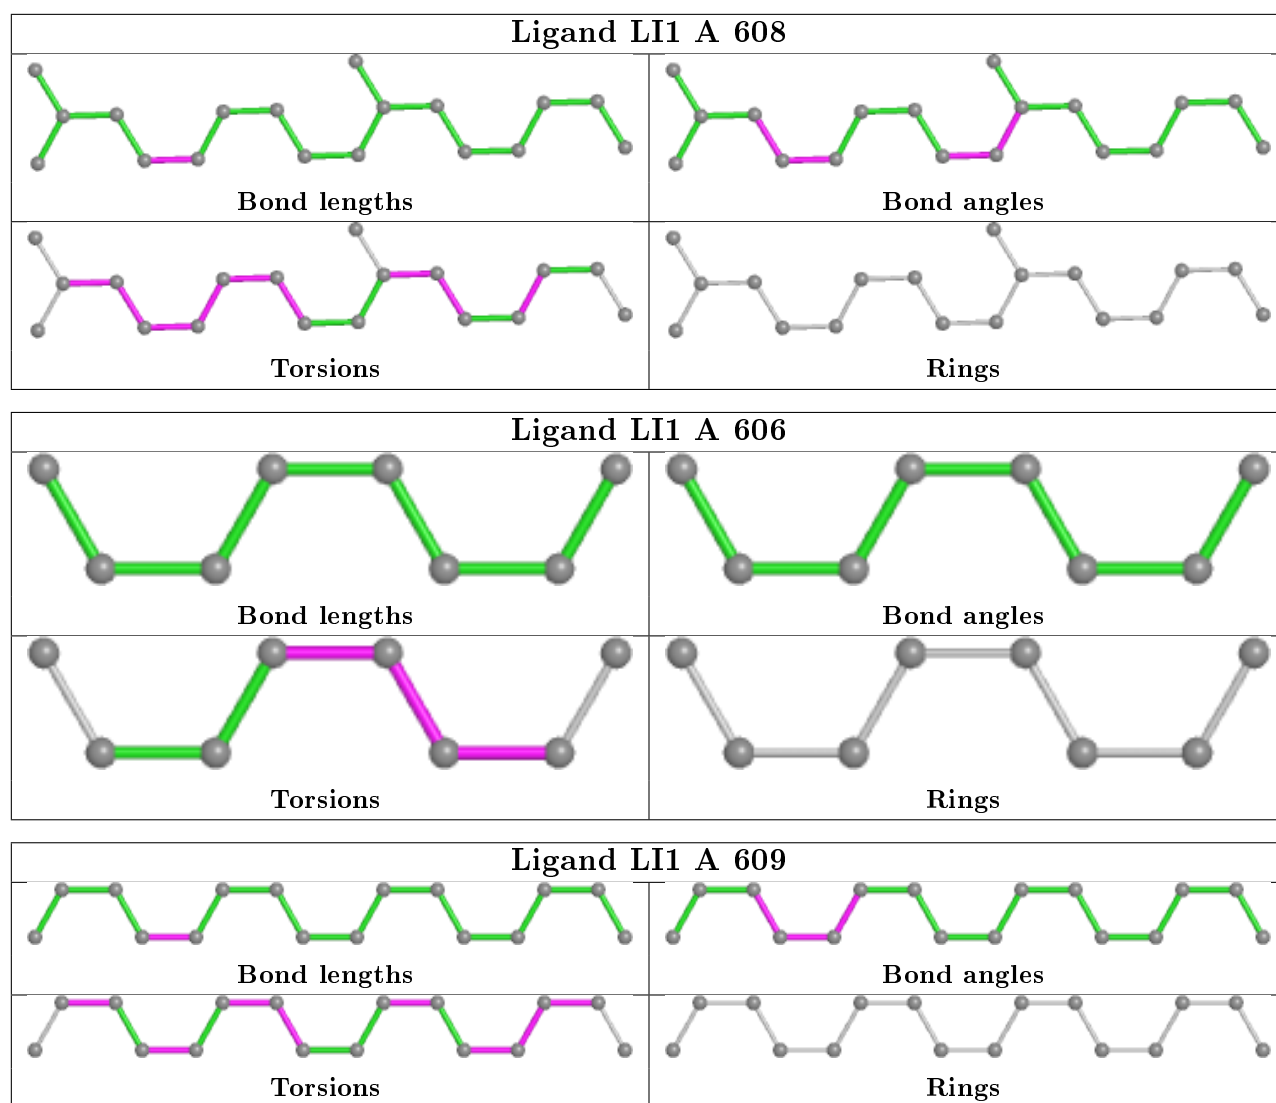 Ligand LI1 A 608
Bond lengths
Bond angles
Torsions
Rings
Ligand LI1 A 606
Bond lengths
Bond angles
Torsions
Rings
Ligand LI1 A 609
Bond lengths
Bond angles
Torsions
Rings